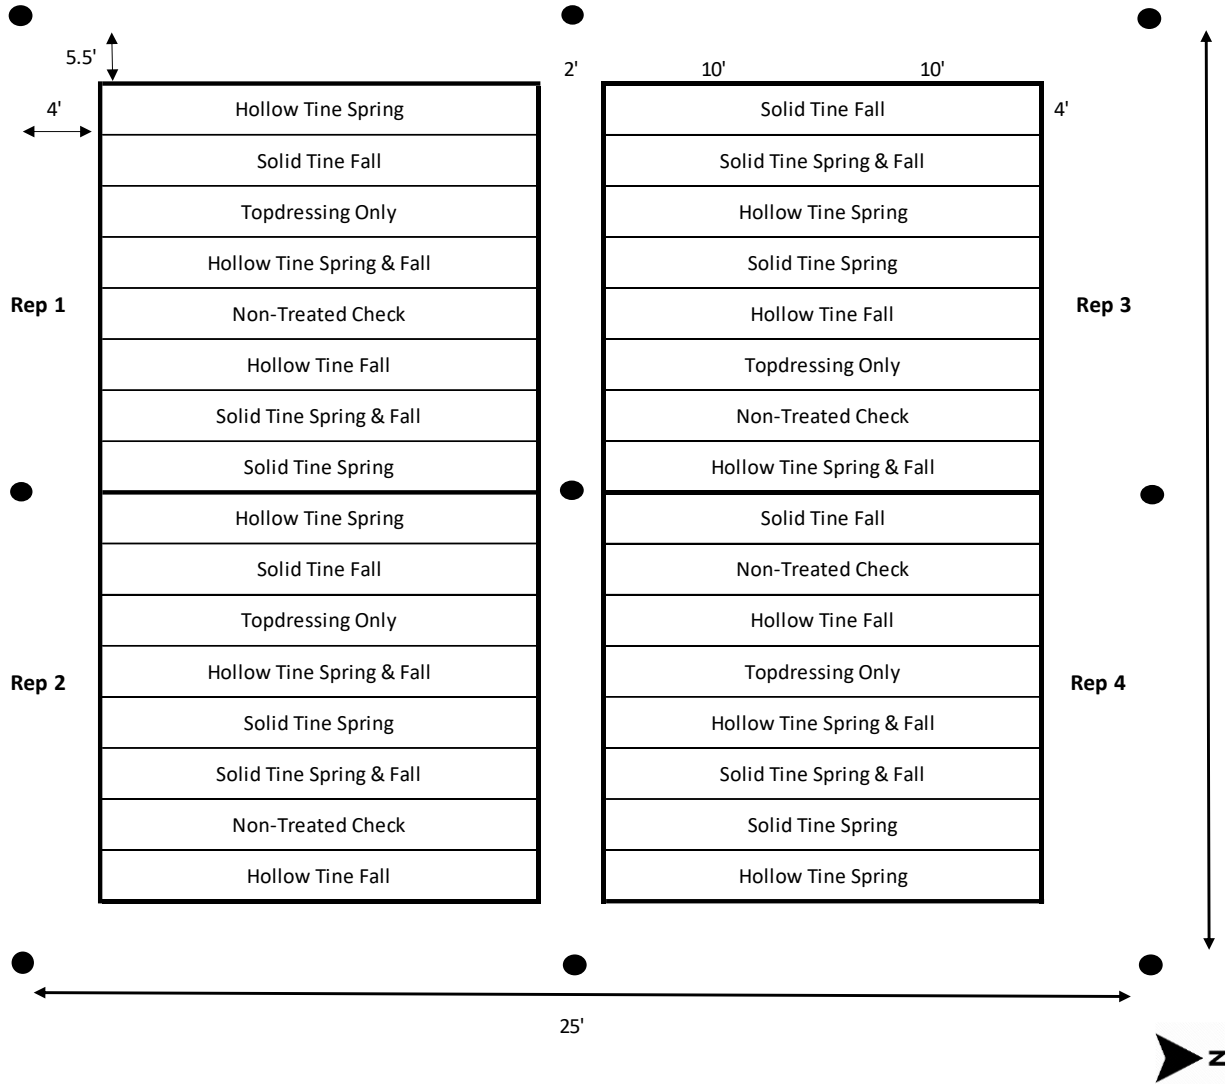 5.5'
2'
10'
10'
4'
4'
Hollow Tine Spring
Solid Tine Fall
Topdressing Only
Hollow Tine Spring & Fall
Non-Treated Check
Hollow Tine Fall
Solid Tine Spring & Fall
Solid Tine Spring
Rep 1
Hollow Tine Spring
Solid Tine Fall
Topdressing Only
Hollow Tine Spring & Fall
Solid Tine Spring
Solid Tine Spring & Fall
Non-Treated Check
Hollow Tine Fall
Rep 2
Solid Tine Fall
Solid Tine Spring & Fall
Hollow Tine Spring
Solid Tine Spring
Hollow Tine Fall
Topdressing Only
Non-Treated Check
Hollow Tine Spring & Fall
Rep 3
Solid Tine Fall
Non-Treated Check
Hollow Tine Fall
Topdressing Only
Hollow Tine Spring & Fall
Solid Tine Spring & Fall
Solid Tine Spring
Hollow Tine Spring
Rep 4
25'
N